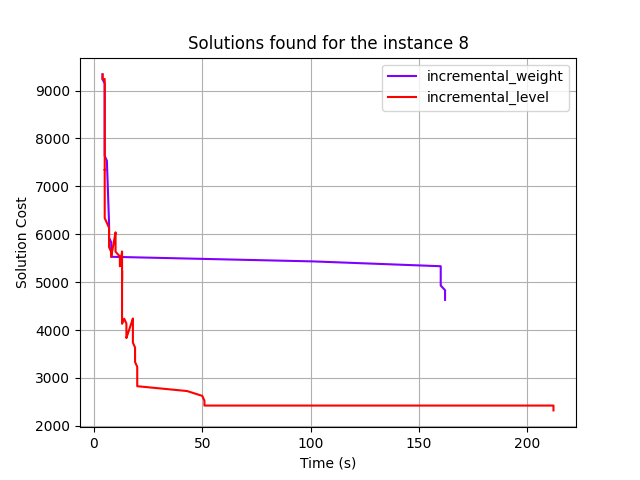 Solutions found for the instance 8
incremental_weight
incremental_level
9000
8000
7000
6000
5000
4000
3000
2000
Solution Cost
0 50 100 150 200
Time (s)